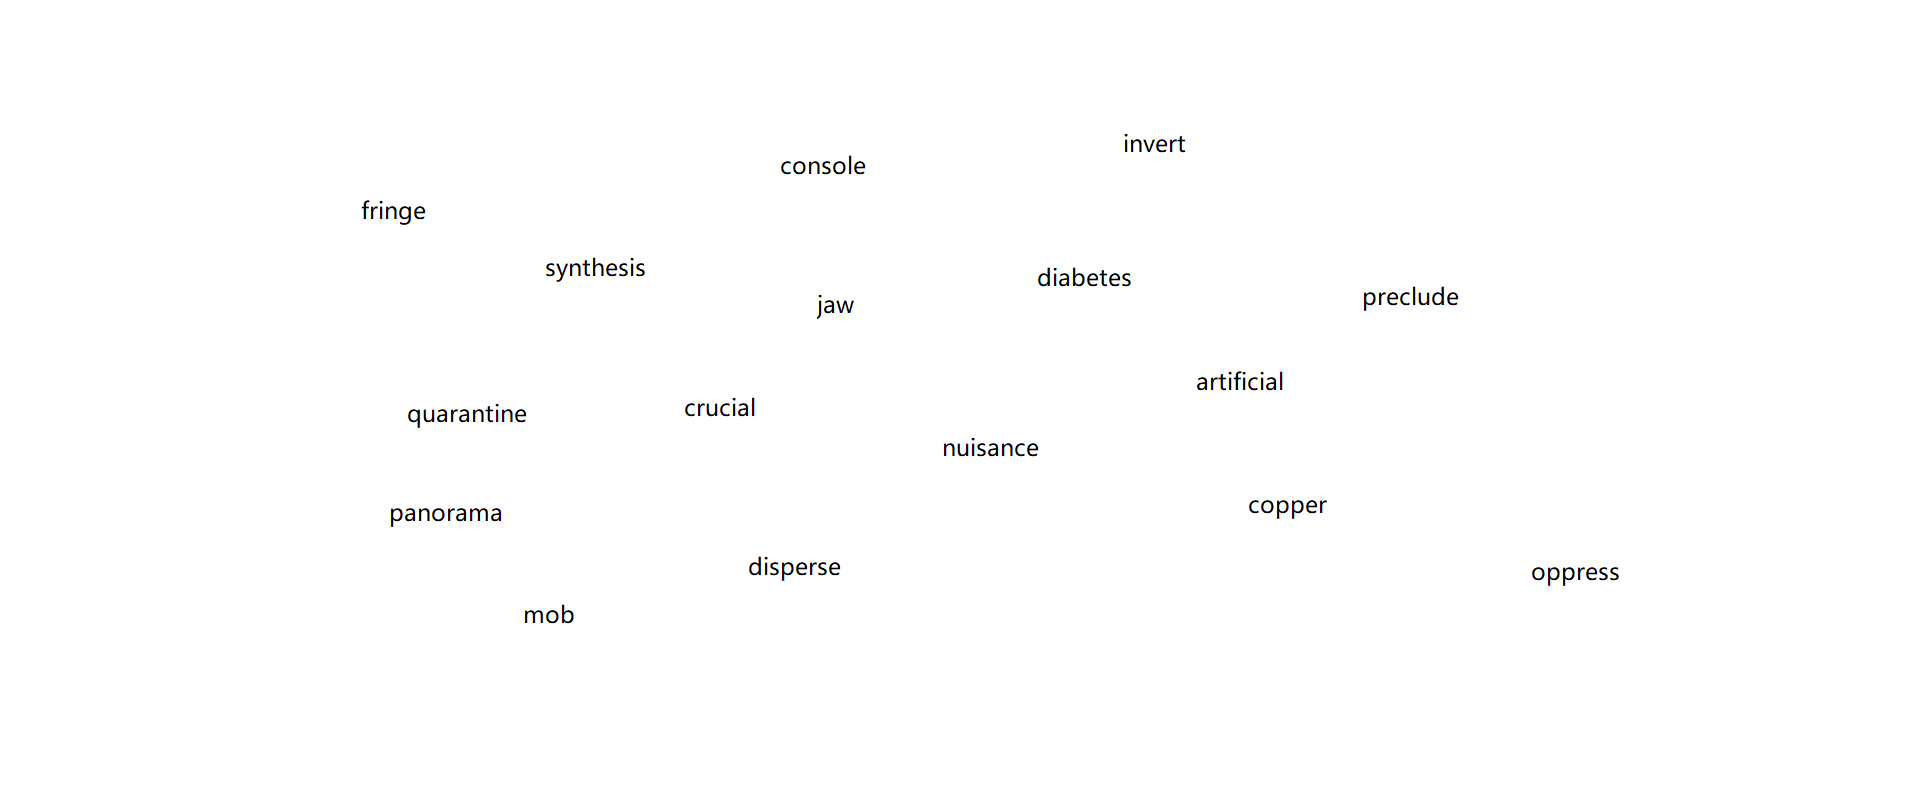 invert
console
fringe
synthesis
diabetes
preclude
jaw
artificial
crucial
quarantine
nuisance
copper
panorama
disperse
oppress
mob